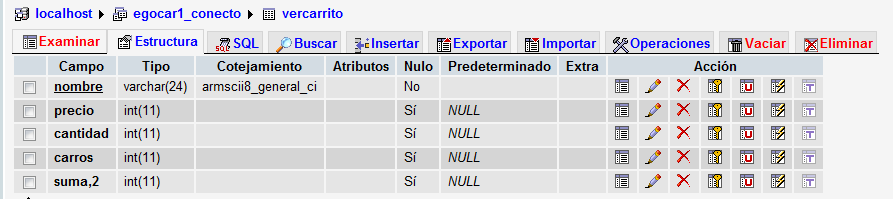 localhost ▸ egocar1_conecto ▸ vercarrito
Examinar Estructura SQL Buscar Insertar Exportar Importar Operaciones Vaciar Eliminar
Campo Tipo Cotejamiento Atributos Nulo Predeterminado Extra Acción
nombre varchar(24) armscii8_general_ci No
precio int(11) Sí NULL
cantidad int(11) Sí NULL
carros int(11) Sí NULL
suma,2 int(11) Sí NULL